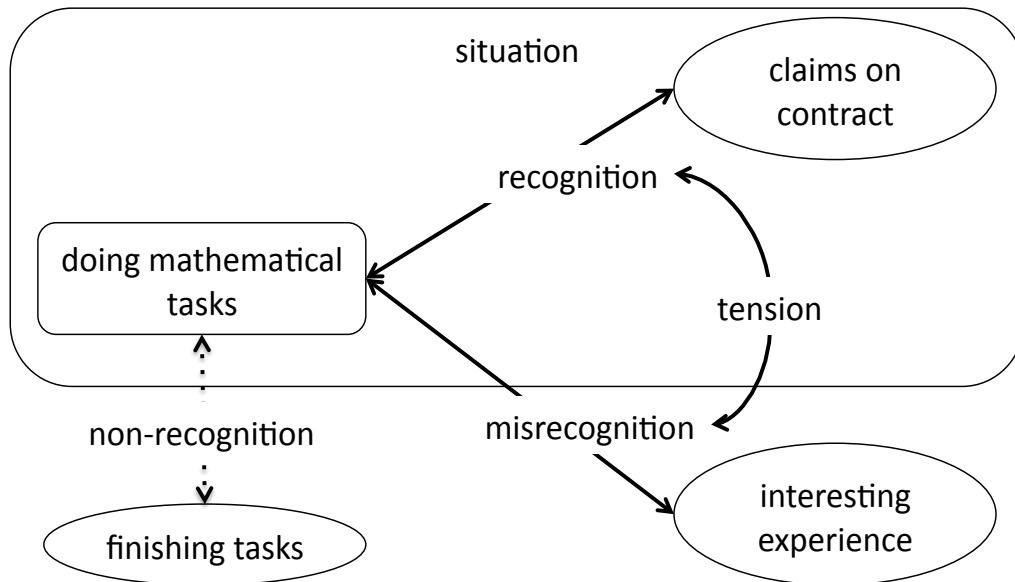 situation
claims on
contract
recognition
doing mathematical
tasks
tension
non-recognition
misrecognition
finishing tasks
interesting
experience